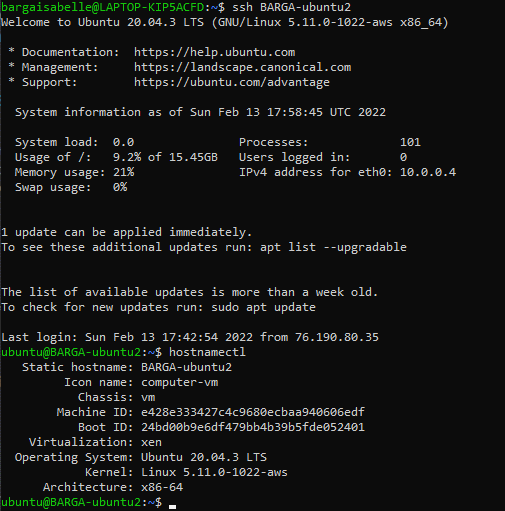 bargaisabelle@LAPTOP-KIP5ACFD:~$ ssh BARGA-ubuntu2
Welcome to Ubuntu 20.04.3 LTS (GNU/Linux 5.11.0-1022-aws x86_64)
* Documentation: https://help.ubuntu.com
* Management: https://landscape.canonical.com
* Support: https://ubuntu.com/advantage
System information as of Sun Feb 13 17:58:45 UTC 2022
System load: 0.0 Processes: 101
Usage of /: 9.2% of 15.45GB Users logged in: 0
Memory usage: 21% IPv4 address for eth0: 10.0.0.4
Swap usage: 0%
1 update can be applied immediately.
To see these additional updates run: apt list --upgradable
The list of available updates is more than a week old.
To check for new updates run: sudo apt update
Last login: Sun Feb 13 17:42:54 2022 from 76.190.80.35
ubuntu@BARGA-ubuntu2:~$ hostnamectl
Static hostname: BARGA-ubuntu2
Icon name: computer-vm
Chassis: vm
Machine ID: e428e333427c4c9680ecbaa940606edf
Boot ID: 24bd00b9e6df479bb4b39b5fde052401
Virtualization: xen
Operating System: Ubuntu 20.04.3 LTS
Kernel: Linux 5.11.0-1022-aws
Architecture: x86-64
ubuntu@BARGA-ubuntu2:~$